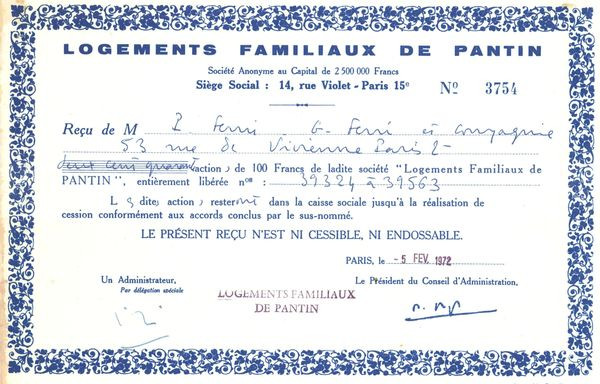 LOGEMENTS FAMILIAUX DE PANTIN
Société Anonyme au Capital de 2 500 000 Francs
Siège Social : 14, rue Violet - Paris 15e
No 3754
Reçu de M Z. Ferri G. Ferri et Compagnie
53 rue de Vivienne Paris 2
deux cent quarante action, de 100 Francs de ladite société "Logements Familiaux de
PANTIN", entièrement libérée nos : 39324 à 39563
L dite, action, resteront dans la caisse sociale jusqu'à la réalisation de
cession conformément aux accords conclus par le sus-nommé.
LE PRÉSENT REÇU N'EST NI CESSIBLE, NI ENDOSSABLE.
PARIS, le - 5 FEV. 1972
Un Administrateur,
Par délégation spéciale
LOGEMENTS FAMILIAUX
DE PANTIN
Le Président du Conseil d'Administration,